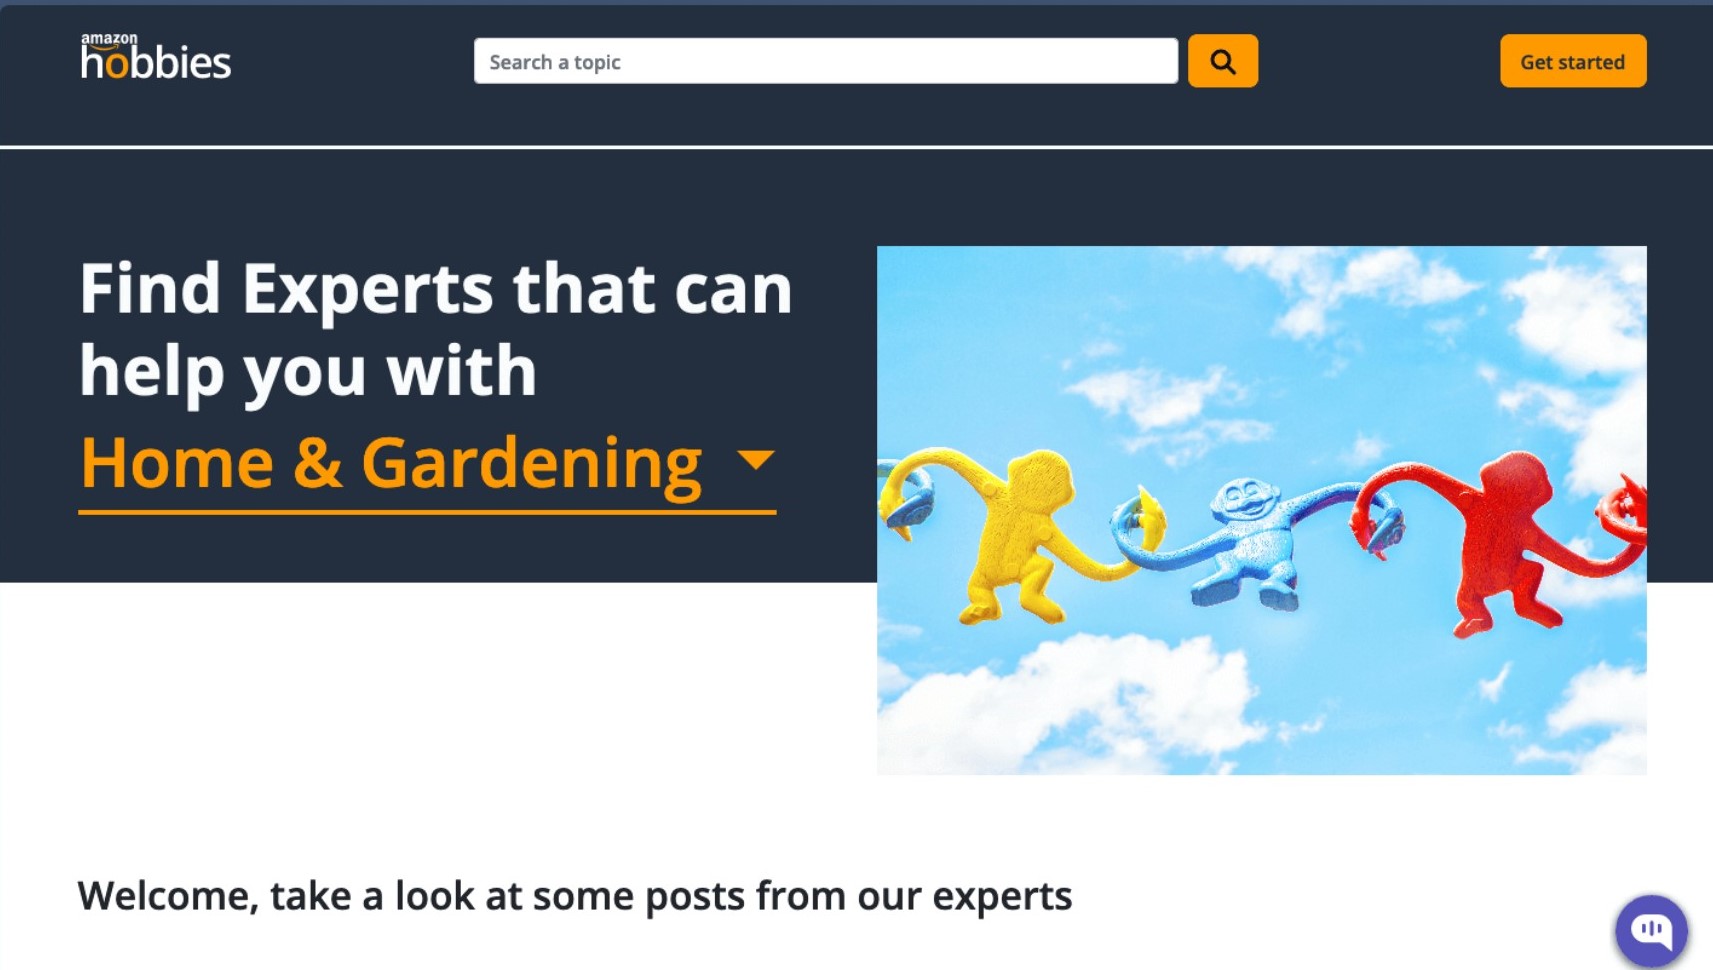 amazon
hobbies
Search a topic
Get started
Find Experts that can
help you with
Home & Gardening
Welcome, take a look at some posts from our experts